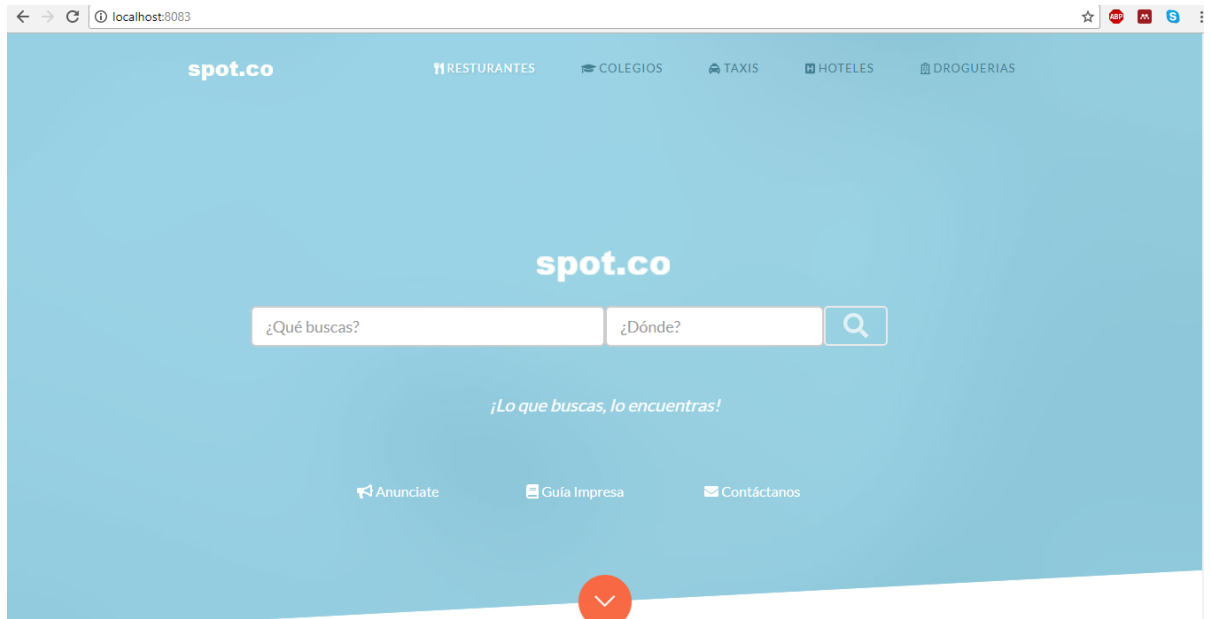 localhost:8083
ABP
spot.co RESTURANTES COLEGIOS TAXIS H HOTELES DROGUERIAS
spot.co
¿Qué buscas? ¿Dónde?
¡Lo que buscas, lo encuentras!
Anunciate Guía Impresa Contáctanos